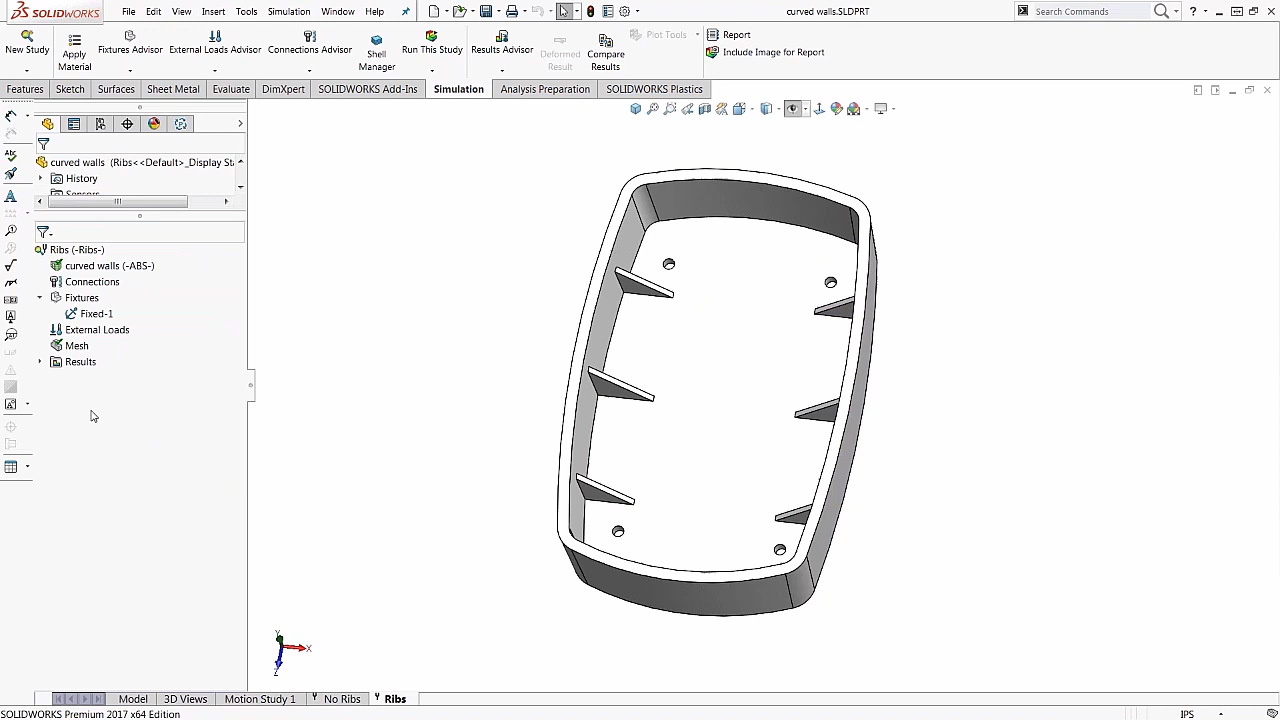 SOLIDWORKS File Edit View Insert Tools Simulation Window Help curved walls.SLDPRT Search Commands ?
New Study Apply Material Fixtures Advisor External Loads Advisor Connections Advisor Shell Manager Run This Study Results Advisor Deformed Result Compare Results Plot Tools Report
Include Image for Report
Features Sketch Surfaces Sheet Metal Evaluate DimXpert SOLIDWORKS Add-Ins Simulation Analysis Preparation SOLIDWORKS Plastics
curved walls (Ribs<<Default>_Display Sta
History
Sensors
Ribs (-Ribs-)
curved walls (-ABS-)
Connections
Fixtures
Fixed-1
External Loads
Mesh
Results
Y
X
Z
Model 3D Views Motion Study 1 No Ribs Ribs
SOLIDWORKS Premium 2017 x64 Edition IPS